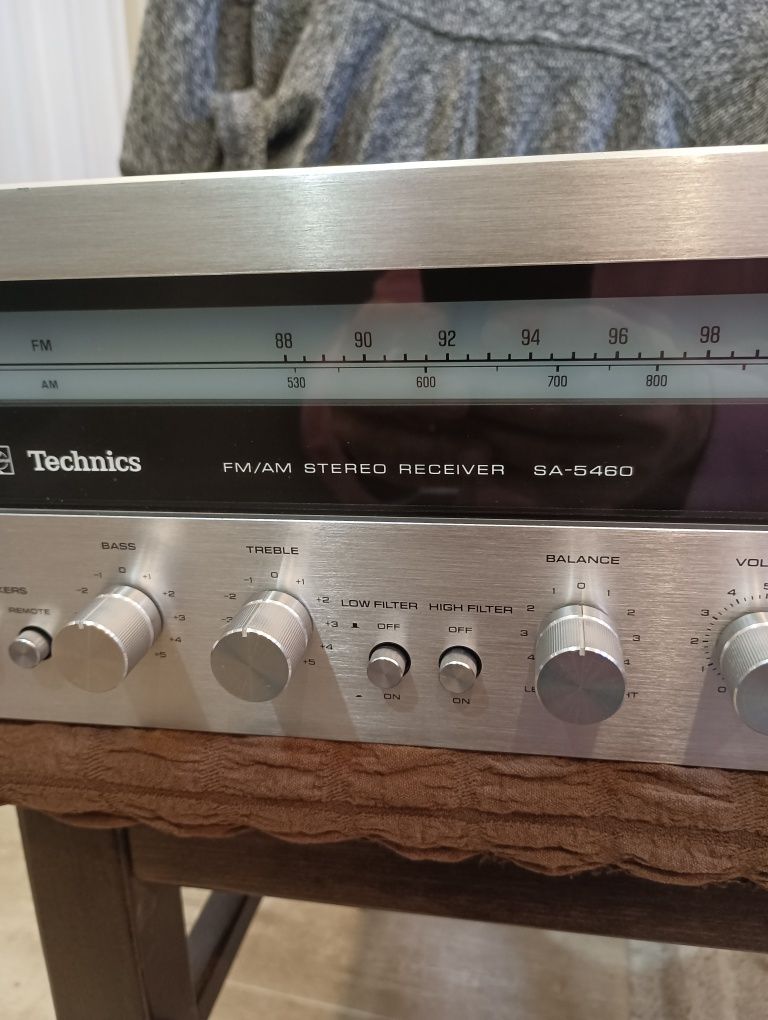 FM 88 90 92 94 96 98
AM 530 600 700 800
Technics FM/AM STEREO RECEIVER SA-5460
BASS TREBLE BALANCE
-2 -1 0 +1 +2 +3 +4 +5
-2 -1 0 +1 +2 +3 +4 +5
REMOTE
LOW FILTER HIGH FILTER
OFF OFF
ON ON
4 3 2 1 0 1 2 3 4
0 1 2 3 4 5